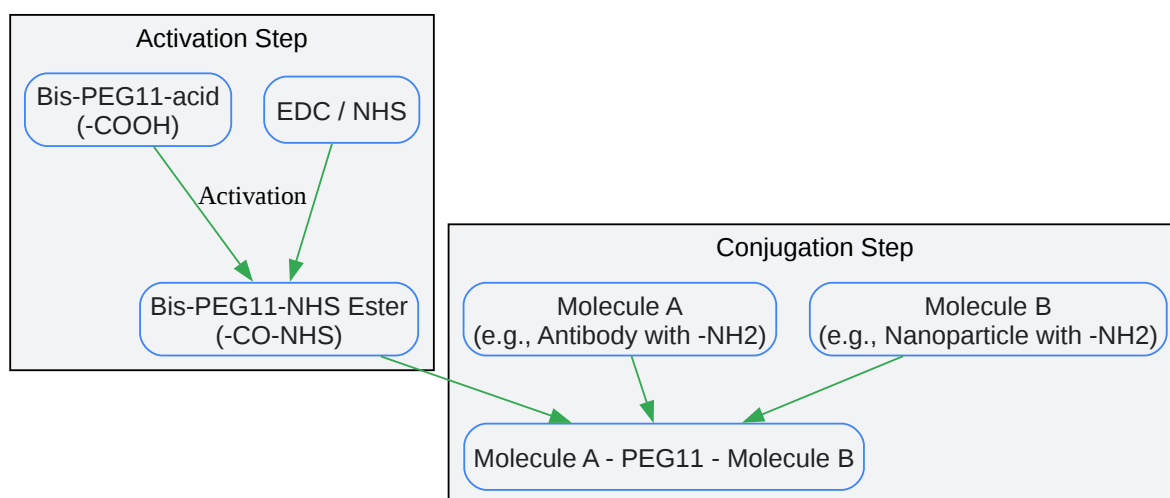 Activation Step
Bis-PEG11-acid
(-COOH)
EDC / NHS
Activation
Bis-PEG11-NHS Ester
(-CO-NHS)
Conjugation Step
Molecule A
(e.g., Antibody with -NH2)
Molecule B
(e.g., Nanoparticle with -NH2)
Molecule A - PEG11 - Molecule B